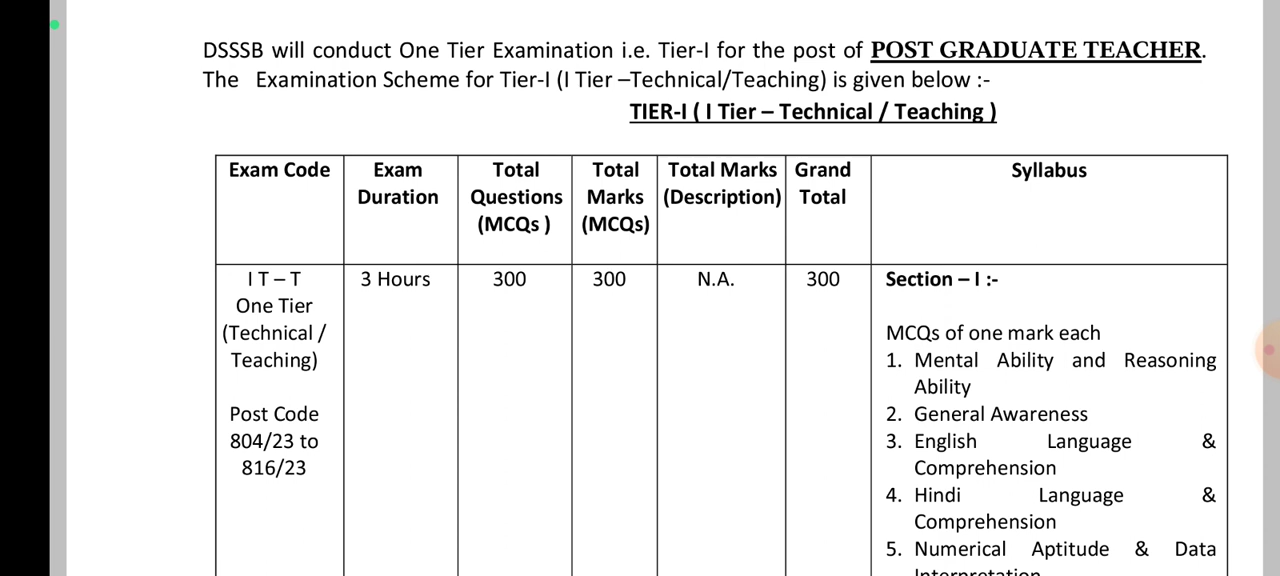 DSSSB will conduct One Tier Examination i.e. Tier-I for the post of POST GRADUATE TEACHER.
The Examination Scheme for Tier-I (I Tier –Technical/Teaching) is given below :-
TIER-I ( I Tier – Technical / Teaching )
Exam Code
Exam
Duration
Total
Questions
(MCQs )
Total
Marks
(MCQs)
Total Marks
(Description)
Grand
Total
Syllabus
I T – T
One Tier
(Technical /
Teaching)
Post Code
804/23 to
816/23
3 Hours
300
300
N.A.
300
Section – I :-
MCQs of one mark each
1. Mental Ability and Reasoning
Ability
2. General Awareness
3. English Language &
Comprehension
4. Hindi Language &
Comprehension
5. Numerical Aptitude & Data
Interpretation